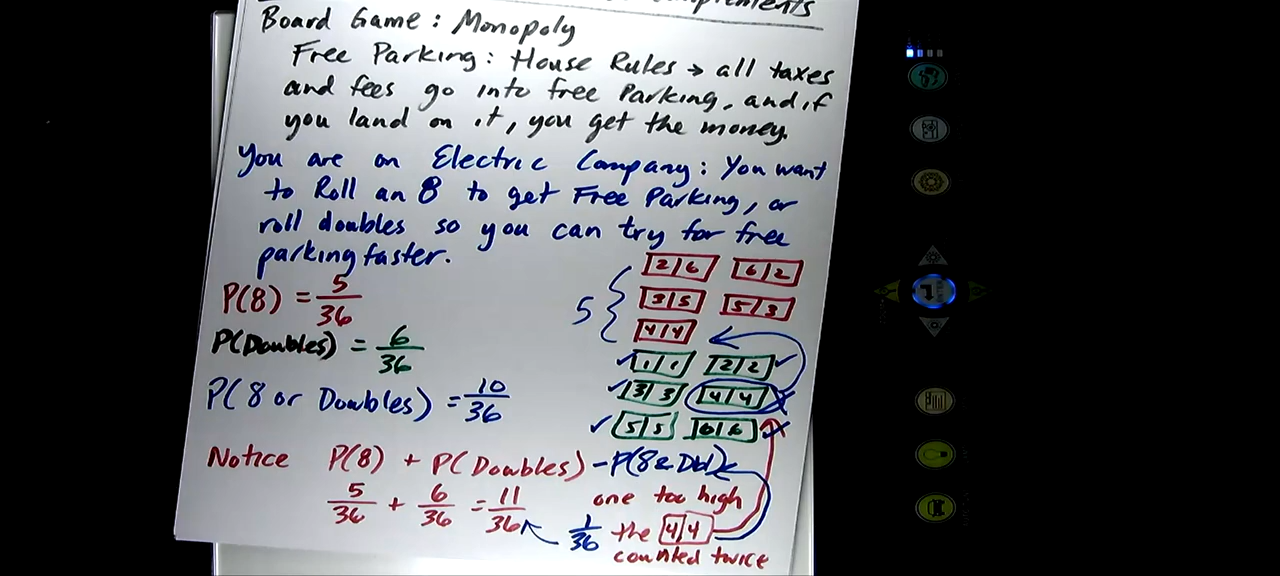 Complements
Board Game: Monopoly
Free Parking: House Rules → all taxes
and fees go into free Parking, and if
you land on it, you get the money.
You are on Electric Company: You want
to Roll an 8 to get Free Parking, or
roll doubles so you can try for free
parking faster.
2|6 6|2
5 { 3|5 5|3
4|4
P(8) = 5/36
P(Doubles) = 6/36
✓ 1|1 2|2 ✓
✓ 3|3 4|4 ✗
✓ 5|5 6|6
P(8 or Doubles) = 10/36
Notice P(8) + P(Doubles) - P(8 & Dbl)
5/36 + 6/36 = 11/36 one too high
1/36 the 4|4
counted twice